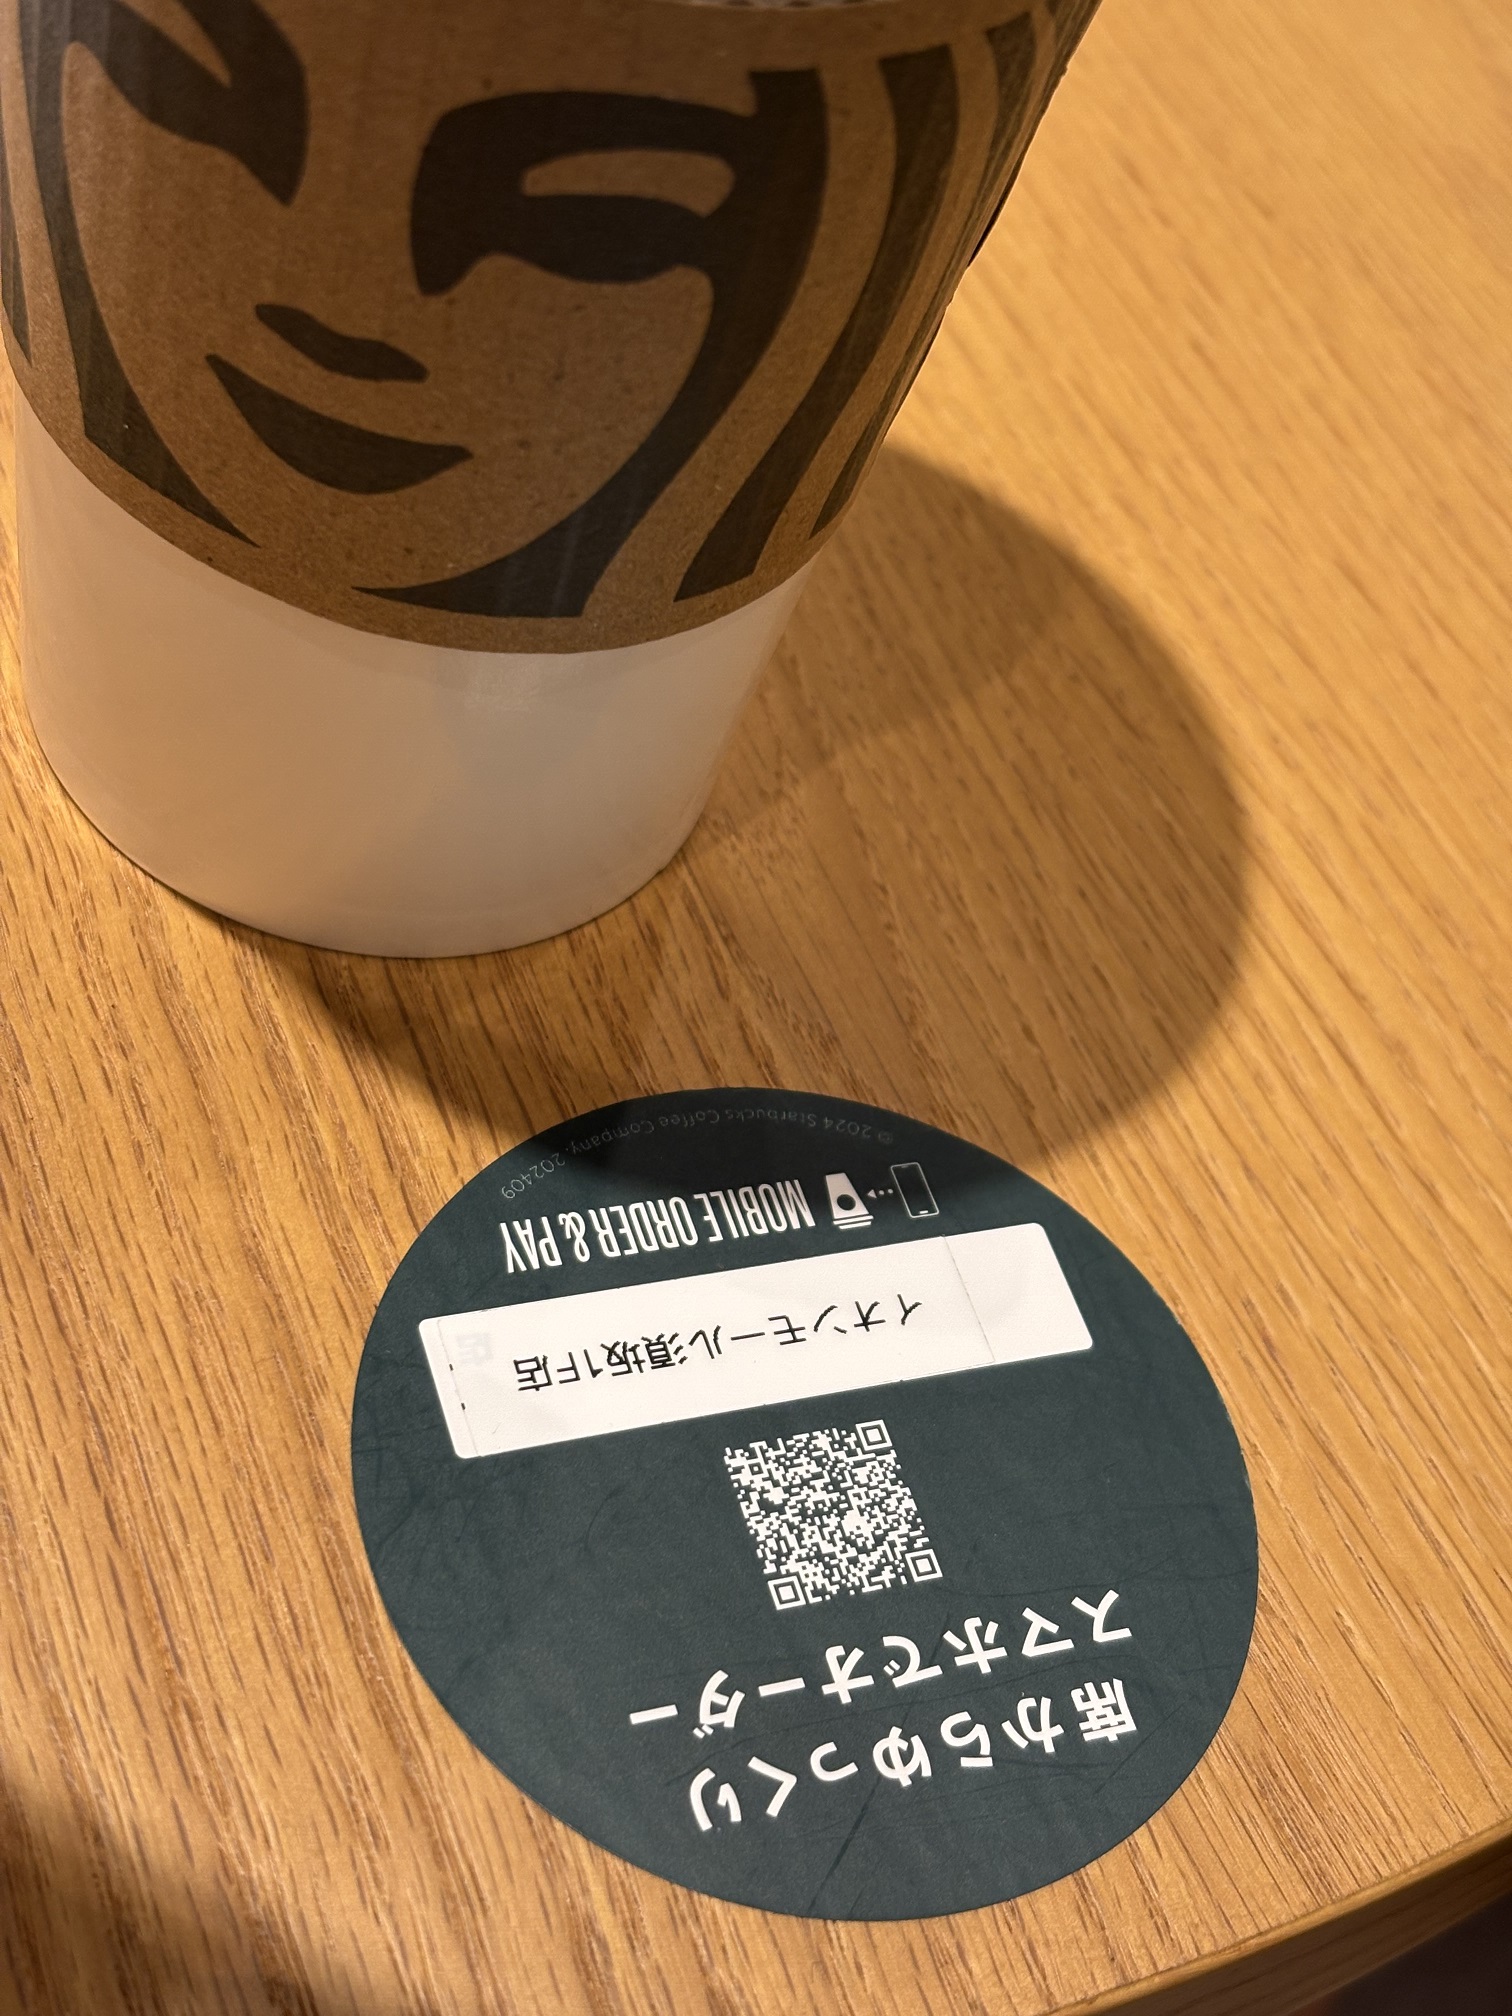 席からゆっくり
スマホでオーダー
イオンモール須坂1F店
MOBILE ORDER & PAY
© 2024 Starbucks Coffee Company. 202409